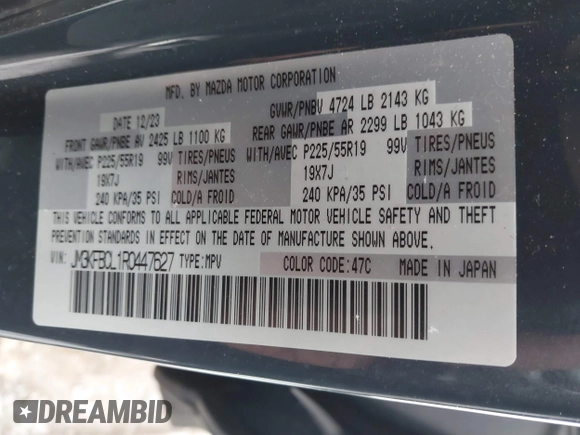 MFD. BY MAZDA MOTOR CORPORATION
DATE 12/23 GVWR/PNBV 4724 LB 2143 KG
FRONT GAWR/PNBE AV 2425 LB 1100 KG REAR GAWR/PNBE AR 2299 LB 1043 KG
WITH/AVEC P225/55R19 99V TIRES/PNEUS WITH/AVEC P225/55R19 99V TIRES/PNEUS
19X7J RIMS/JANTES 19X7J RIMS/JANTES
240 KPA/35 PSI COLD/A FROID 240 KPA/35 PSI COLD/A FROID
THIS VEHICLE CONFORMS TO ALL APPLICABLE FEDERAL MOTOR VEHICLE SAFETY AND THEFT
PREVENTION STANDARDS IN EFFECT ON THE DATE OF MANUFACTURE SHOWN ABOVE.
VIN: JM3KFBCL1R0447627 TYPE:MPV COLOR CODE:47C MADE IN JAPAN
DREAMBID